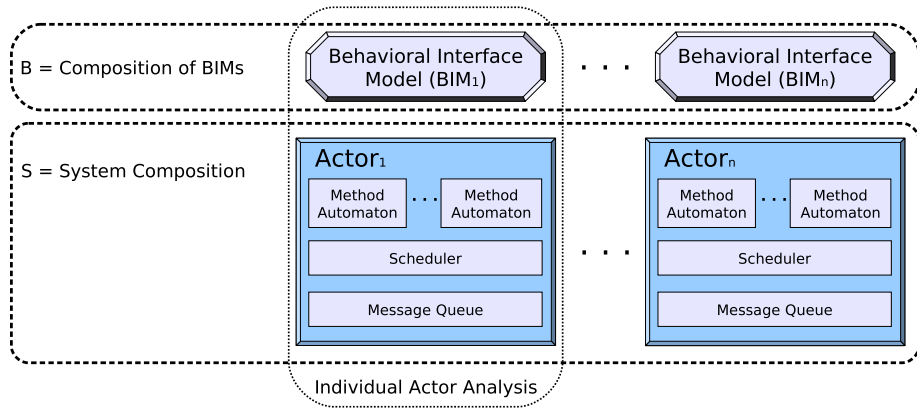 B = Composition of BIMs
Behavioral Interface
Model (BIM₁)
. . .
Behavioral Interface
Model (BIMₙ)
S = System Composition
Actor₁
Method
Automaton
...
Method
Automaton
Scheduler
Message Queue
. . .
Actorₙ
Method
Automaton
...
Method
Automaton
Scheduler
Message Queue
Individual Actor Analysis